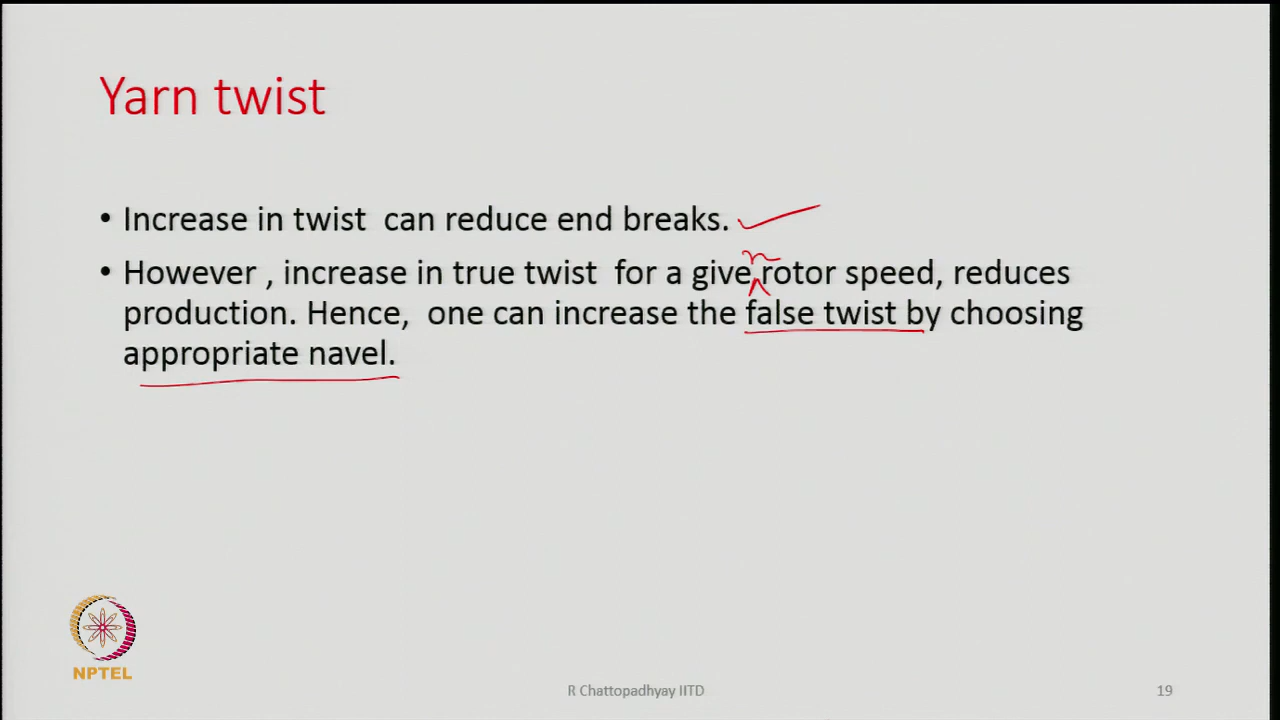 Yarn twist
• Increase in twist can reduce end breaks.
n
• However , increase in true twist for a give rotor speed, reduces
production. Hence, one can increase the false twist by choosing
appropriate navel.
NPTEL
R Chattopadhyay IITD
19